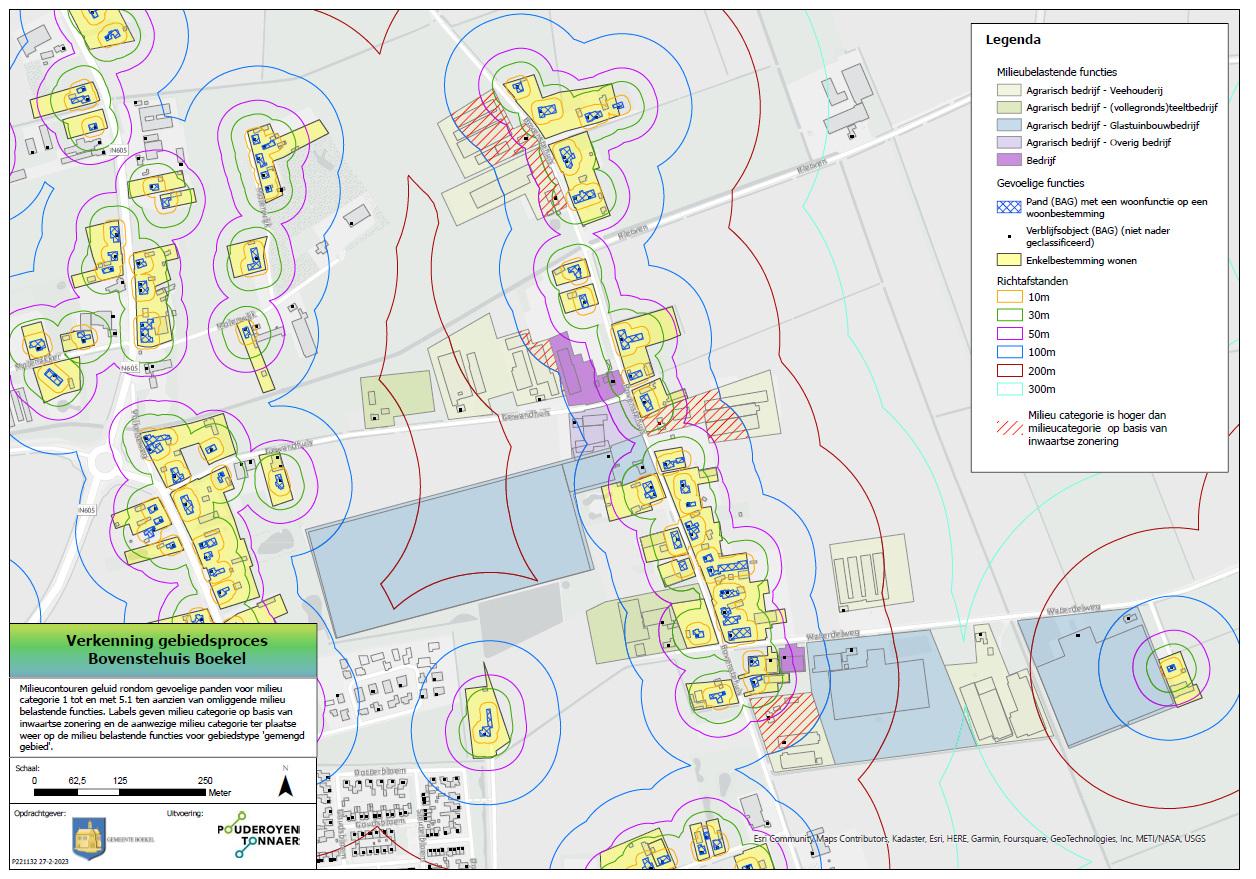 Legenda
Milieubelastende functies
Agrarisch bedrijf - Veehouderij
Agrarisch bedrijf - (vollegronds)teeltbedrijf
Agrarisch bedrijf - Glastuinbouwbedrijf
Agrarisch bedrijf - Overig bedrijf
Bedrijf
Gevoelige functies
Pand (BAG) met een woonfunctie op een
woonbestemming
Verblijfsobject (BAG) (niet nader
geclassificeerd)
Enkelbestemming wonen
Richtafstanden
10m
30m
50m
100m
200m
300m
Milieu categorie is hoger dan
milieucategorie op basis van
inwaartse zonering
N605
N605
N605
Molenwijk
Molenwijk
Gewandhuis
Gewandhuis
Waterdelweg
Waterdelweg
Oosterbloem
Verkenning gebiedsproces
Bovenstehuis Boekel
Milieucontouren geluid rondom gevoelige panden voor milieu
categorie 1 tot en met 5.1 ten aanzien van omliggende milieu
belastende functies. Labels geven milieu categorie op basis van
inwaartse zonering en de aanwezige milieu categorie ter plaatse
weer op de milieu belastende functies voor gebiedstype 'gemengd
gebied'.
Schaal:
0 62,5 125 250
Meter
N
Opdrachtgever:
GEMEENTE BOEKEL
Uitvoering:
POUDEROYEN
TONNAER
P221132 27-2-2023
Esri Community Maps Contributors, Kadaster, Esri, HERE, Garmin, Foursquare, GeoTechnologies, Inc, METI/NASA, USGS